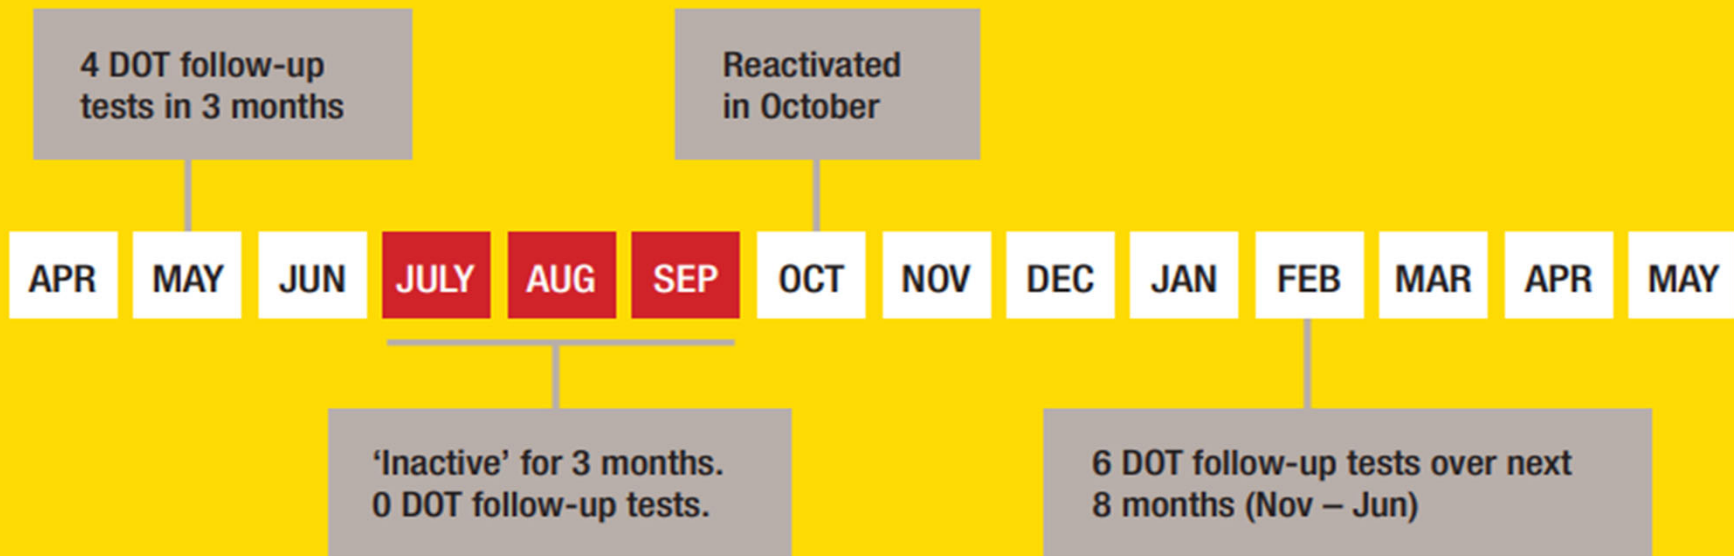 4 DOT follow-up
tests in 3 months
Reactivated
in October
APR MAY JUN JULY AUG SEP OCT NOV DEC JAN FEB MAR APR MAY
‘Inactive’ for 3 months.
0 DOT follow-up tests.
6 DOT follow-up tests over next
8 months (Nov – Jun)